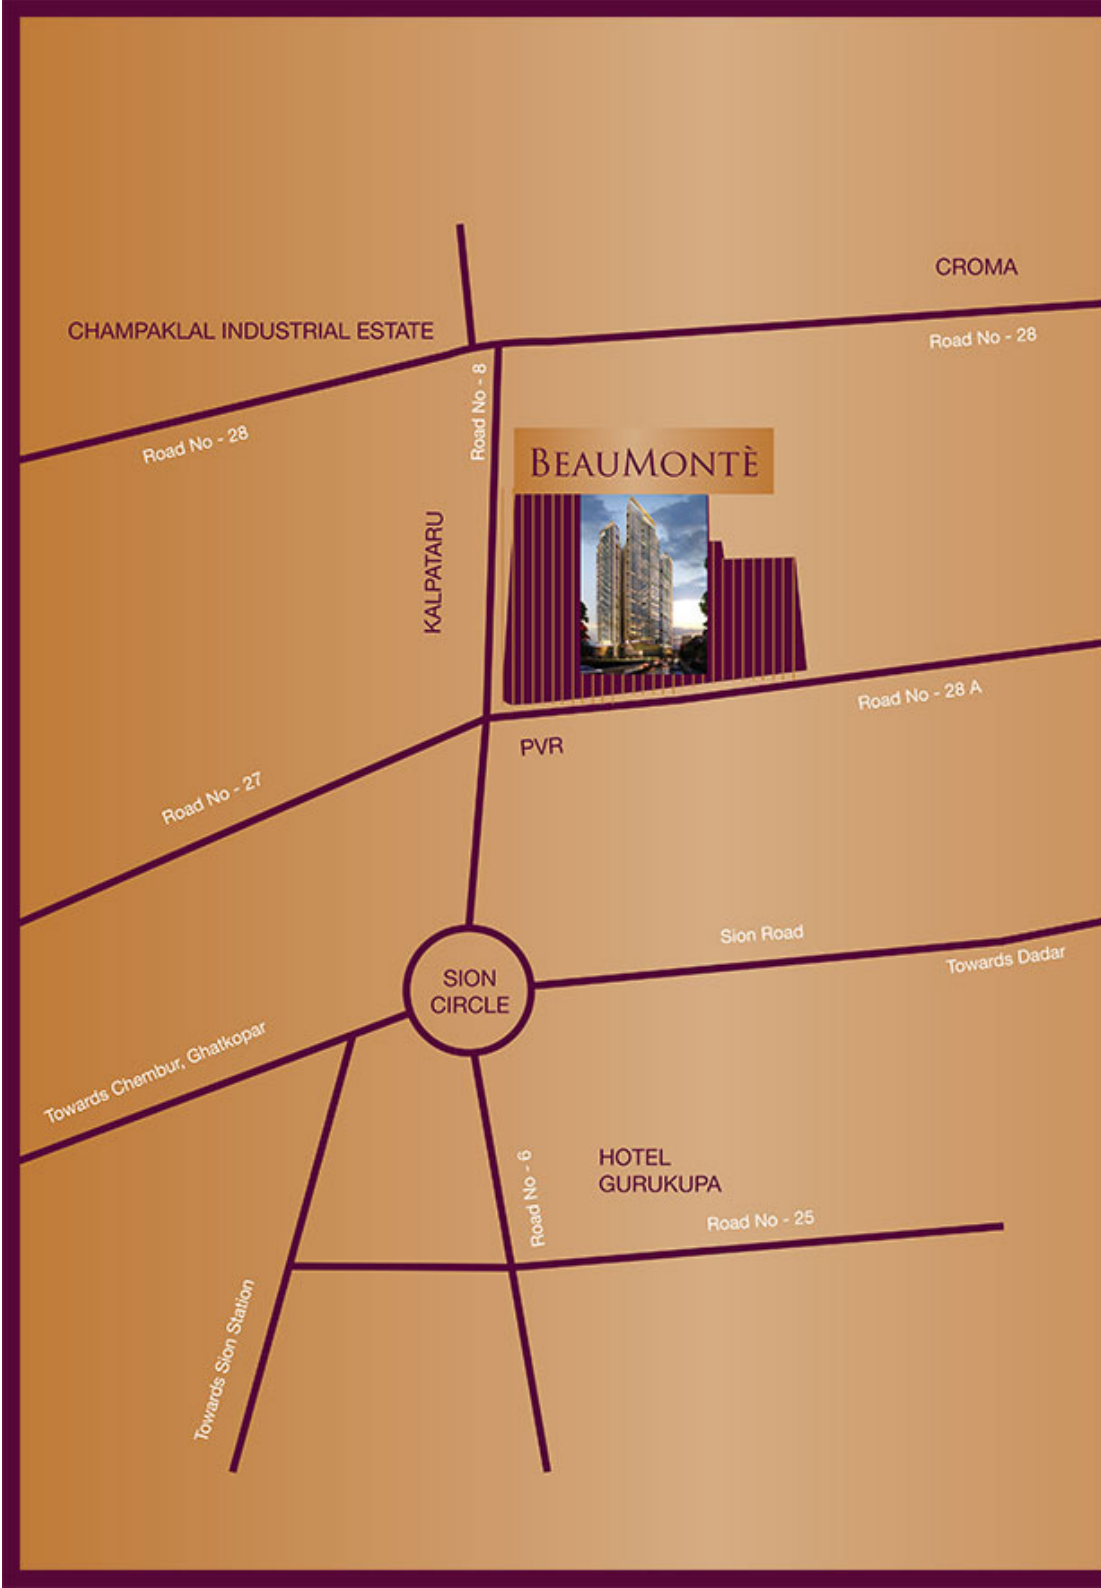 CROMA
CHAMPAKLAL INDUSTRIAL ESTATE
Road No - 28
Road No - 8
Road No - 28
BEAUMONTÈ
KALPATARU
Road No - 28 A
PVR
Road No - 27
Sion Road
Towards Dadar
SION
CIRCLE
Towards Chembur, Ghatkopar
Road No - 6
HOTEL
GURUKUPA
Road No - 25
Towards Sion Station